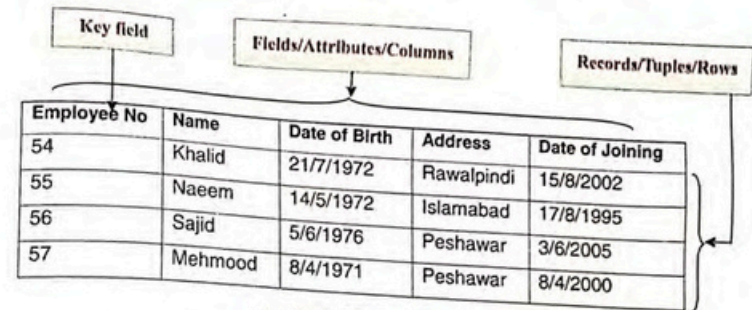 Key field
Fields/Attributes/Columns
Records/Tuples/Rows
Employee No Name Date of Birth Address Date of Joining
54 Khalid 21/7/1972 Rawalpindi 15/8/2002
55 Naeem 14/5/1972 Islamabad 17/8/1995
56 Sajid 5/6/1976 Peshawar 3/6/2005
57 Mehmood 8/4/1971 Peshawar 8/4/2000